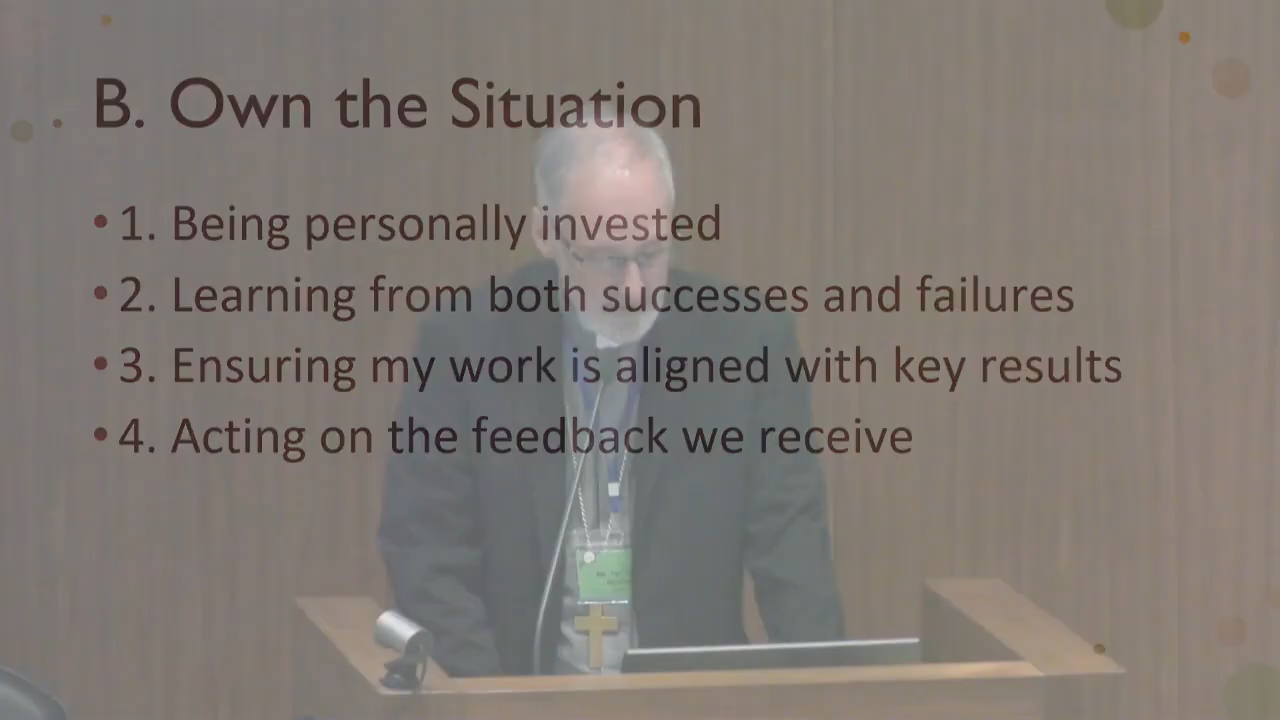 B. Own the Situation
• 1. Being personally invested
• 2. Learning from both successes and failures
• 3. Ensuring my work is aligned with key results
• 4. Acting on the feedback we receive